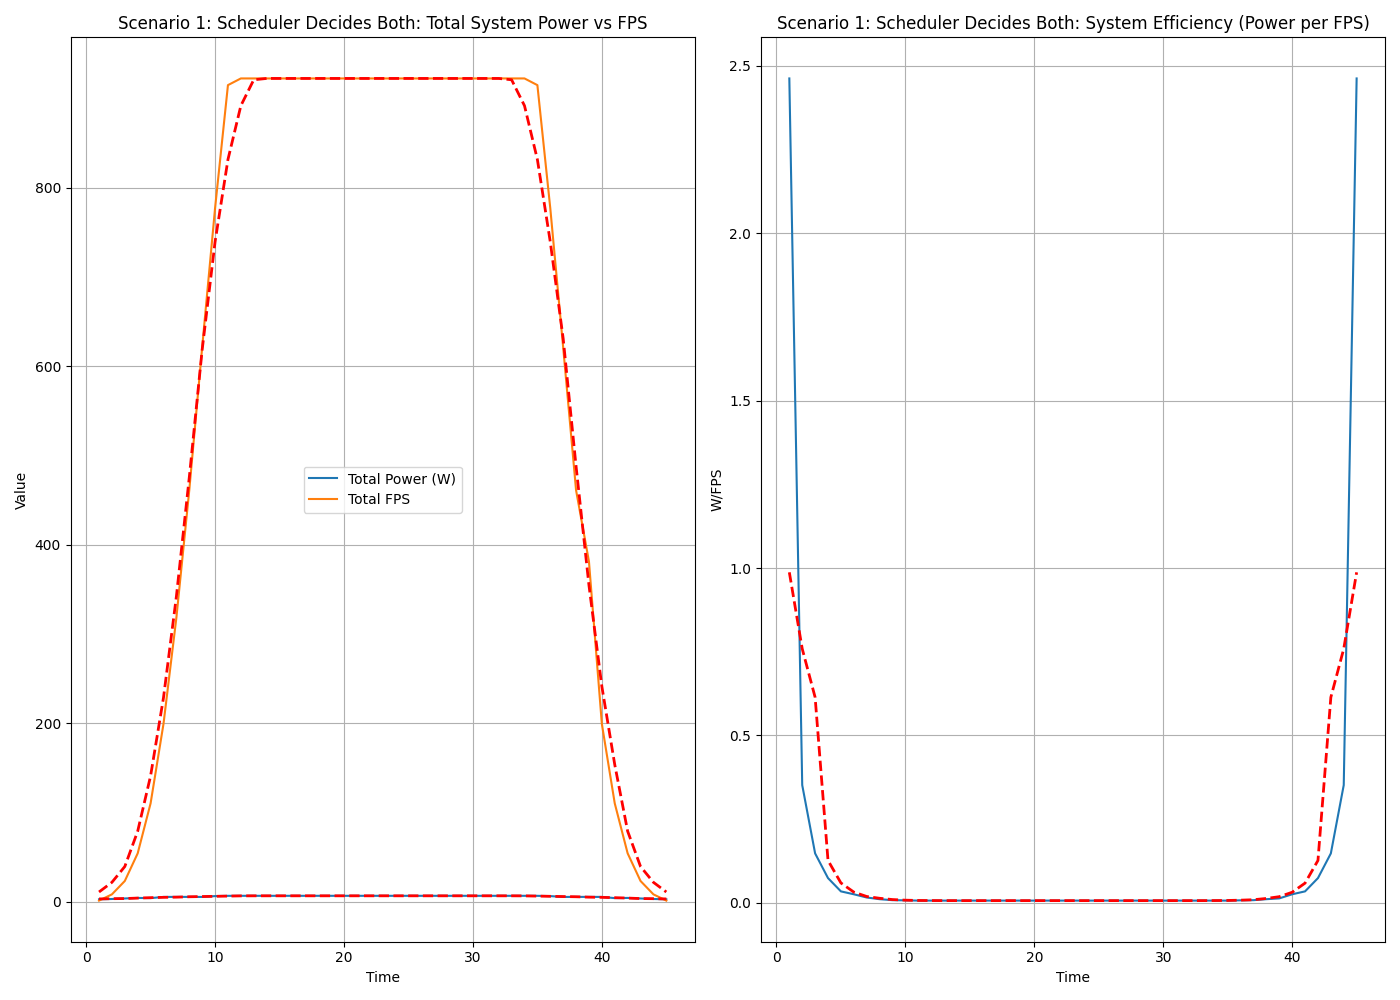 Scenario 1: Scheduler Decides Both: Total System Power vs FPS
Value
800
600
400
200
0
Total Power (W)
Total FPS
0
10
20
30
40
Time
Scenario 1: Scheduler Decides Both: System Efficiency (Power per FPS)
W/FPS
2.5
2.0
1.5
1.0
0.5
0.0
0
10
20
30
40
Time